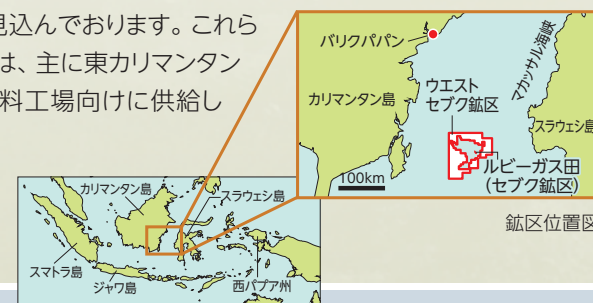 見込んでおります。これら
は、主に東カリマンタン
料工場向けに供給し
バリクパパン
マカッサル海峡
カリマンタン島
ウエスト
セブク鉱区
スラウェシ島
ルビーガス田
(セブク鉱区)
100km
鉱区位置図
カリマンタン島
スラウェシ島
スマトラ島
ジャワ島
西パプア州